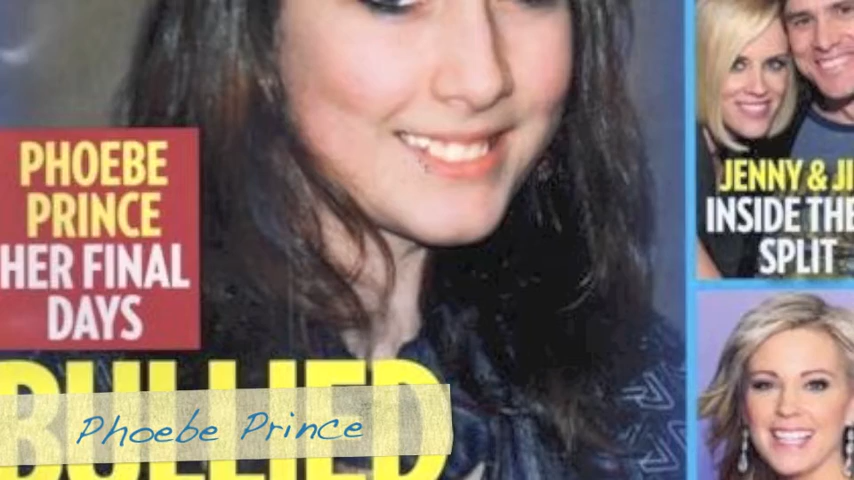 PHOEBE
PRINCE
HER FINAL
DAYS
BULLIED
Phoebe Prince
JENNY & JI
INSIDE THE
SPLIT